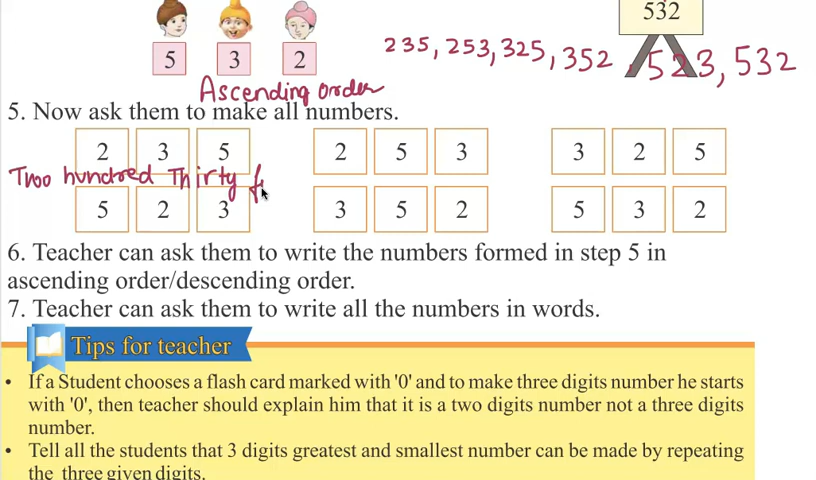 532
5 3 2
235, 253, 325, 352, 523, 532
Ascending order
5. Now ask them to make all numbers.
2 3 5 2 5 3 3 2 5
Two hundred Thirty f
5 2 3 3 5 2 5 3 2
6. Teacher can ask them to write the numbers formed in step 5 in
ascending order/descending order.
7. Teacher can ask them to write all the numbers in words.
Tips for teacher
• If a Student chooses a flash card marked with '0' and to make three digits number he starts
with '0', then teacher should explain him that it is a two digits number not a three digits
number.
• Tell all the students that 3 digits greatest and smallest number can be made by repeating
the three given digits.